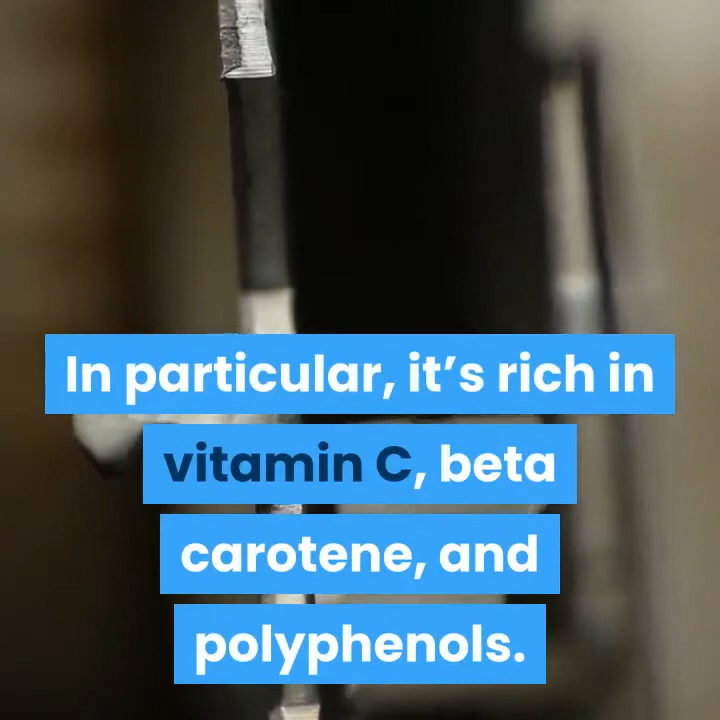 In particular, it’s rich in
vitamin C, beta
carotene, and
polyphenols.